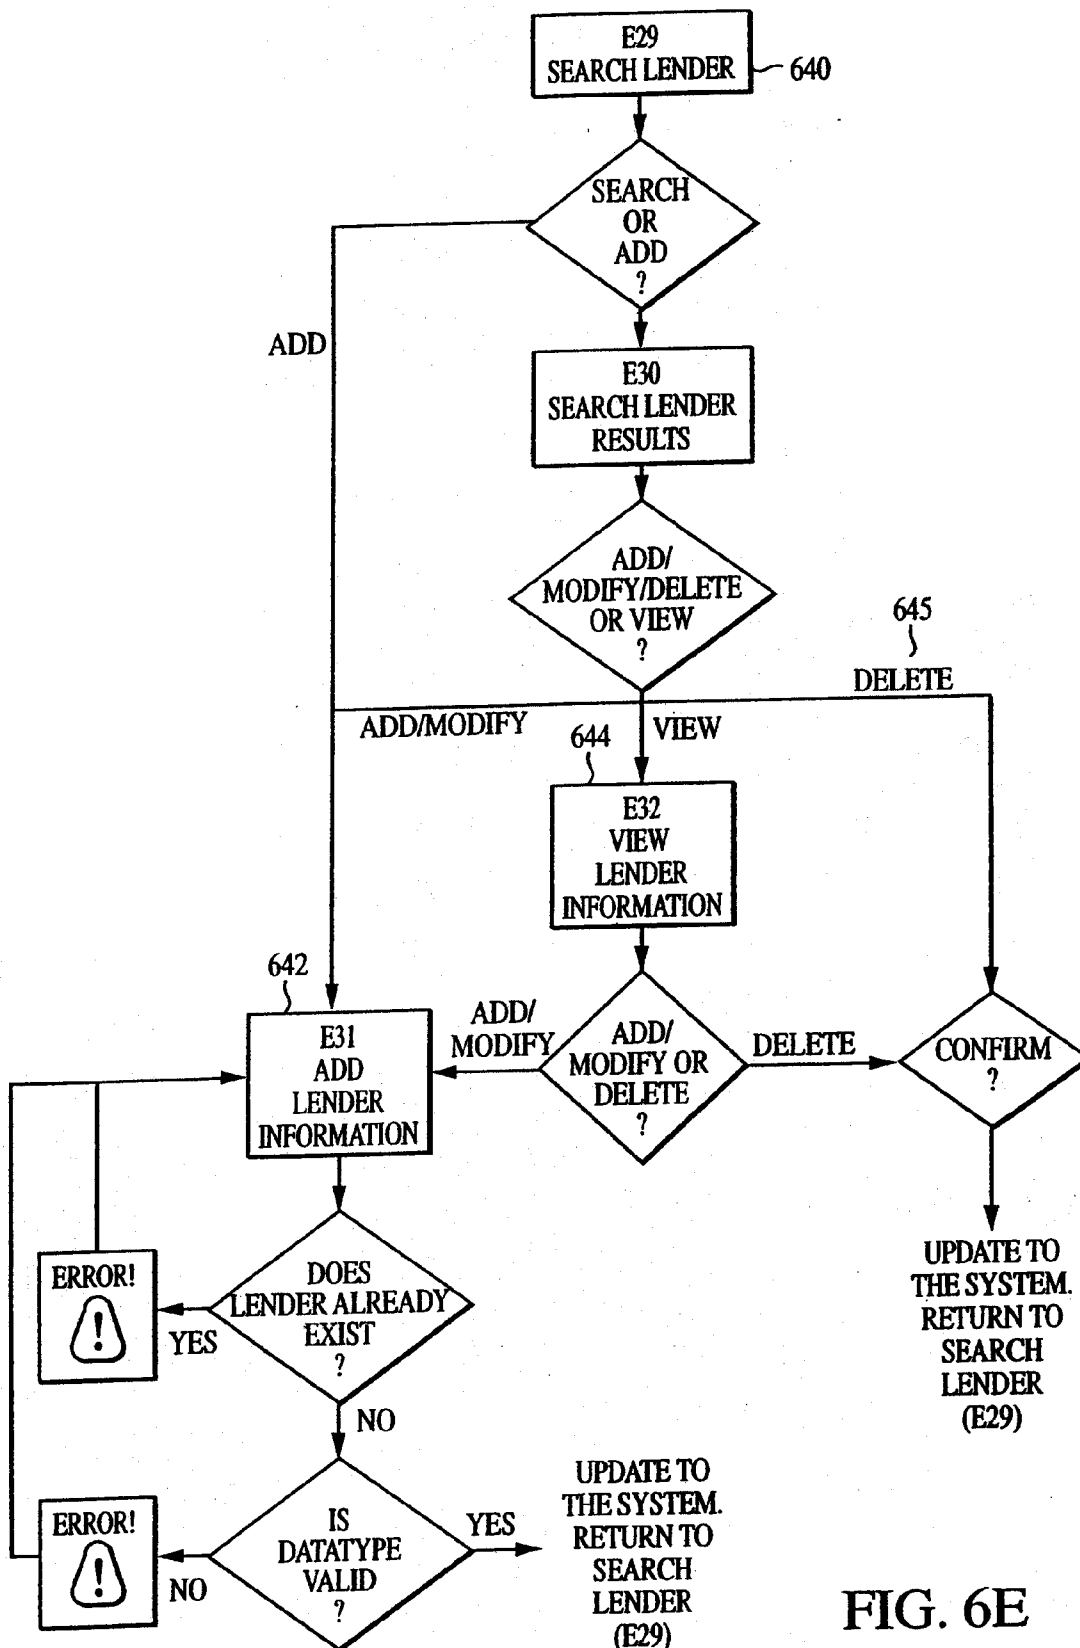 E29
SEARCH LENDER
640
SEARCH
OR
ADD
?
ADD
E30
SEARCH LENDER
RESULTS
ADD/
MODIFY/DELETE
OR VIEW
?
645
DELETE
ADD/MODIFY
VIEW
644
E32
VIEW
LENDER
INFORMATION
642
E31
ADD
LENDER
INFORMATION
ADD/
MODIFY
ADD/
MODIFY OR
DELETE
?
DELETE
CONFIRM
?
UPDATE TO
THE SYSTEM.
RETURN TO
SEARCH
LENDER
(E29)
ERROR!
!
YES
DOES
LENDER ALREADY
EXIST
?
NO
ERROR!
!
NO
IS
DATATYPE
VALID
?
YES
UPDATE TO
THE SYSTEM.
RETURN TO
SEARCH
LENDER
(E29)
FIG. 6E